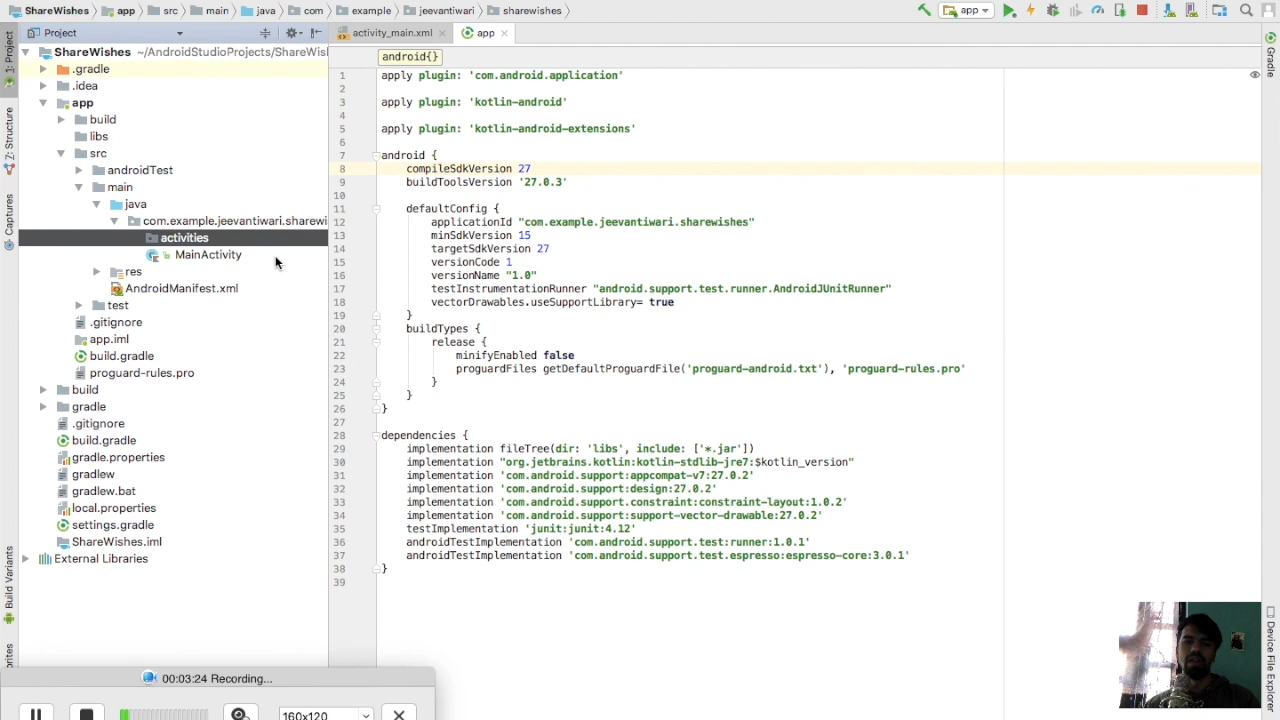 ShareWishes app src main java com example jeevantiwari sharewishes app
Project activity_main.xml app
ShareWishes ~/AndroidStudioProjects/ShareWis
.gradle
.idea
app
build
libs
src
androidTest
main
java
com.example.jeevantiwari.sharewi
activities
MainActivity
res
AndroidManifest.xml
test
.gitignore
app.iml
build.gradle
proguard-rules.pro
build
gradle
.gitignore
build.gradle
gradle.properties
gradlew
gradlew.bat
local.properties
settings.gradle
ShareWishes.iml
External Libraries
1: Project
7: Structure
Captures
Build Variants
android{}
1 apply plugin: 'com.android.application'
2
3 apply plugin: 'kotlin-android'
4
5 apply plugin: 'kotlin-android-extensions'
6
7 android {
8 compileSdkVersion 27
9 buildToolsVersion '27.0.3'
10
11 defaultConfig {
12 applicationId "com.example.jeevantiwari.sharewishes"
13 minSdkVersion 15
14 targetSdkVersion 27
15 versionCode 1
16 versionName "1.0"
17 testInstrumentationRunner "android.support.test.runner.AndroidJUnitRunner"
18 vectorDrawables.useSupportLibrary= true
19 }
20 buildTypes {
21 release {
22 minifyEnabled false
23 proguardFiles getDefaultProguardFile('proguard-android.txt'), 'proguard-rules.pro'
24 }
25 }
26 }
27
28 dependencies {
29 implementation fileTree(dir: 'libs', include: ['*.jar'])
30 implementation "org.jetbrains.kotlin:kotlin-stdlib-jre7:$kotlin_version"
31 implementation 'com.android.support:appcompat-v7:27.0.2'
32 implementation 'com.android.support:design:27.0.2'
33 implementation 'com.android.support.constraint:constraint-layout:1.0.2'
34 implementation 'com.android.support:support-vector-drawable:27.0.2'
35 testImplementation 'junit:junit:4.12'
36 androidTestImplementation 'com.android.support.test:runner:1.0.1'
37 androidTestImplementation 'com.android.support.test.espresso:espresso-core:3.0.1'
38 }
39
Gradle
Device File Explorer
00:03:24 Recording...
160x120